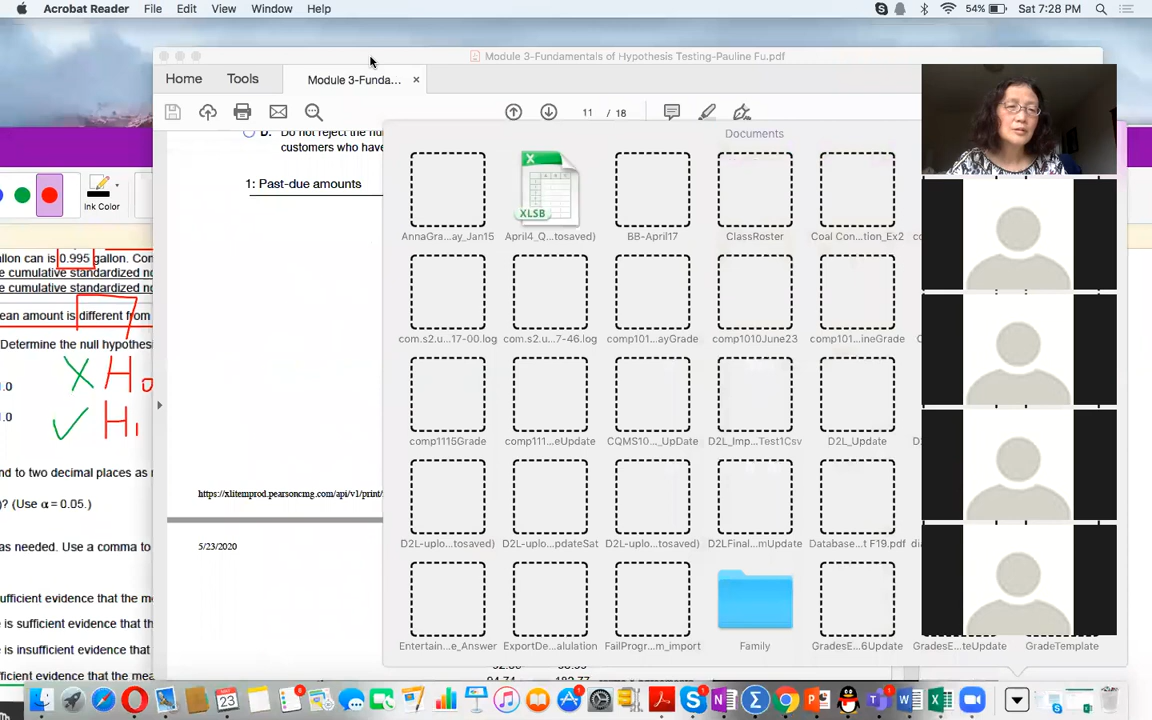 Acrobat Reader File Edit View Window Help 54% Sat 7:28 PM
Module 3-Fundamentals of Hypothesis Testing-Pauline Fu.pdf
Home Tools Module 3-Funda... ×
11 / 18
Documents
customers who have
1: Past-due amounts
Ink Color
AnnaGra...ay_Jan15 April4_Q...tosaved) BB-April17 ClassRoster Coal Con...tion_Ex2
XLSB
allon can is 0.995 gallon. Con
e cumulative standardized no
e cumulative standardized no
ean amount is different from
Determine the null hypothesi
com.s2.u...17-00.log com.s2.u...7-46.log comp101...ayGrade comp1010June23 comp101...ineGrade
1.0 X H0
1.0 ✓ H1
comp1115Grade comp111...eUpdate CQMS10..._UpDate D2L_Imp...Test1Csv D2L_Update
nd to two decimal places as
https://xlitemprod.pearsoncmg.com/api/v1/print/
)? (Use α = 0.05.)
D2L-uplo...tosaved) D2L-uplo...pdateSat D2L-uplo...tosaved) D2LFinal...mUpdate Database...t F19.pdf
5/23/2020
as needed. Use a comma to
ufficient evidence that the me
e is sufficient evidence that th
e is insufficient evidence that
fficient evidence that the mea
Entertain...e_Answer ExportDe...alulation FailProgr...m_import Family GradesE...6Update GradesE...teUpdate GradeTemplate